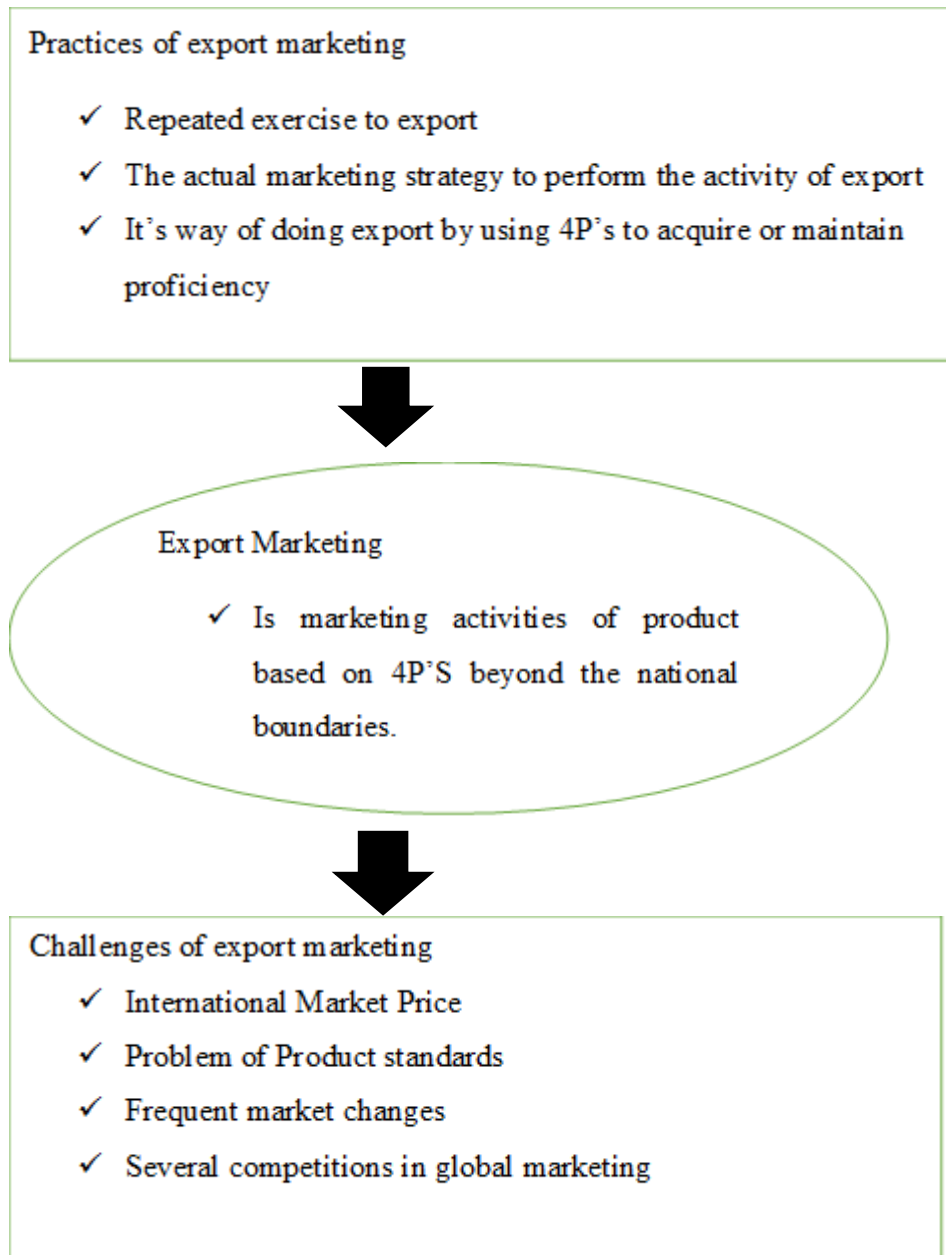 Practices of export marketing
✓ Repeated exercise to export
✓ The actual marketing strategy to perform the activity of export
✓ It’s way of doing export by using 4P’s to acquire or maintain
proficiency
Export Marketing
✓ Is marketing activities of product
based on 4P’S beyond the national
boundaries.
Challenges of export marketing
✓ International Market Price
✓ Problem of Product standards
✓ Frequent market changes
✓ Several competitions in global marketing